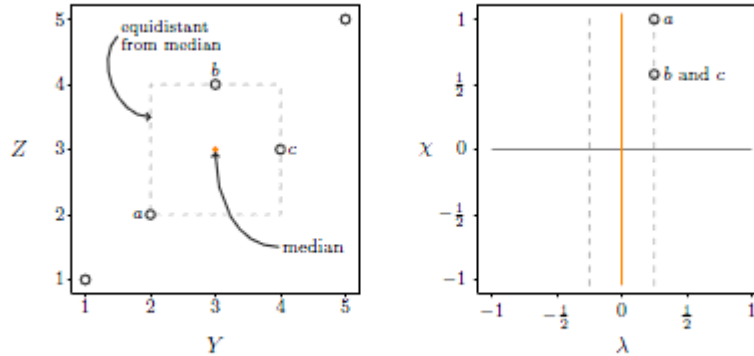 5
4
3
2
1
Z
equidistant
from median
b
c
a
median
1 2 3 4 5
Y
1
1/2
0
−1/2
−1
χ
a
b and c
−1 −1/2 0 1/2 1
λ